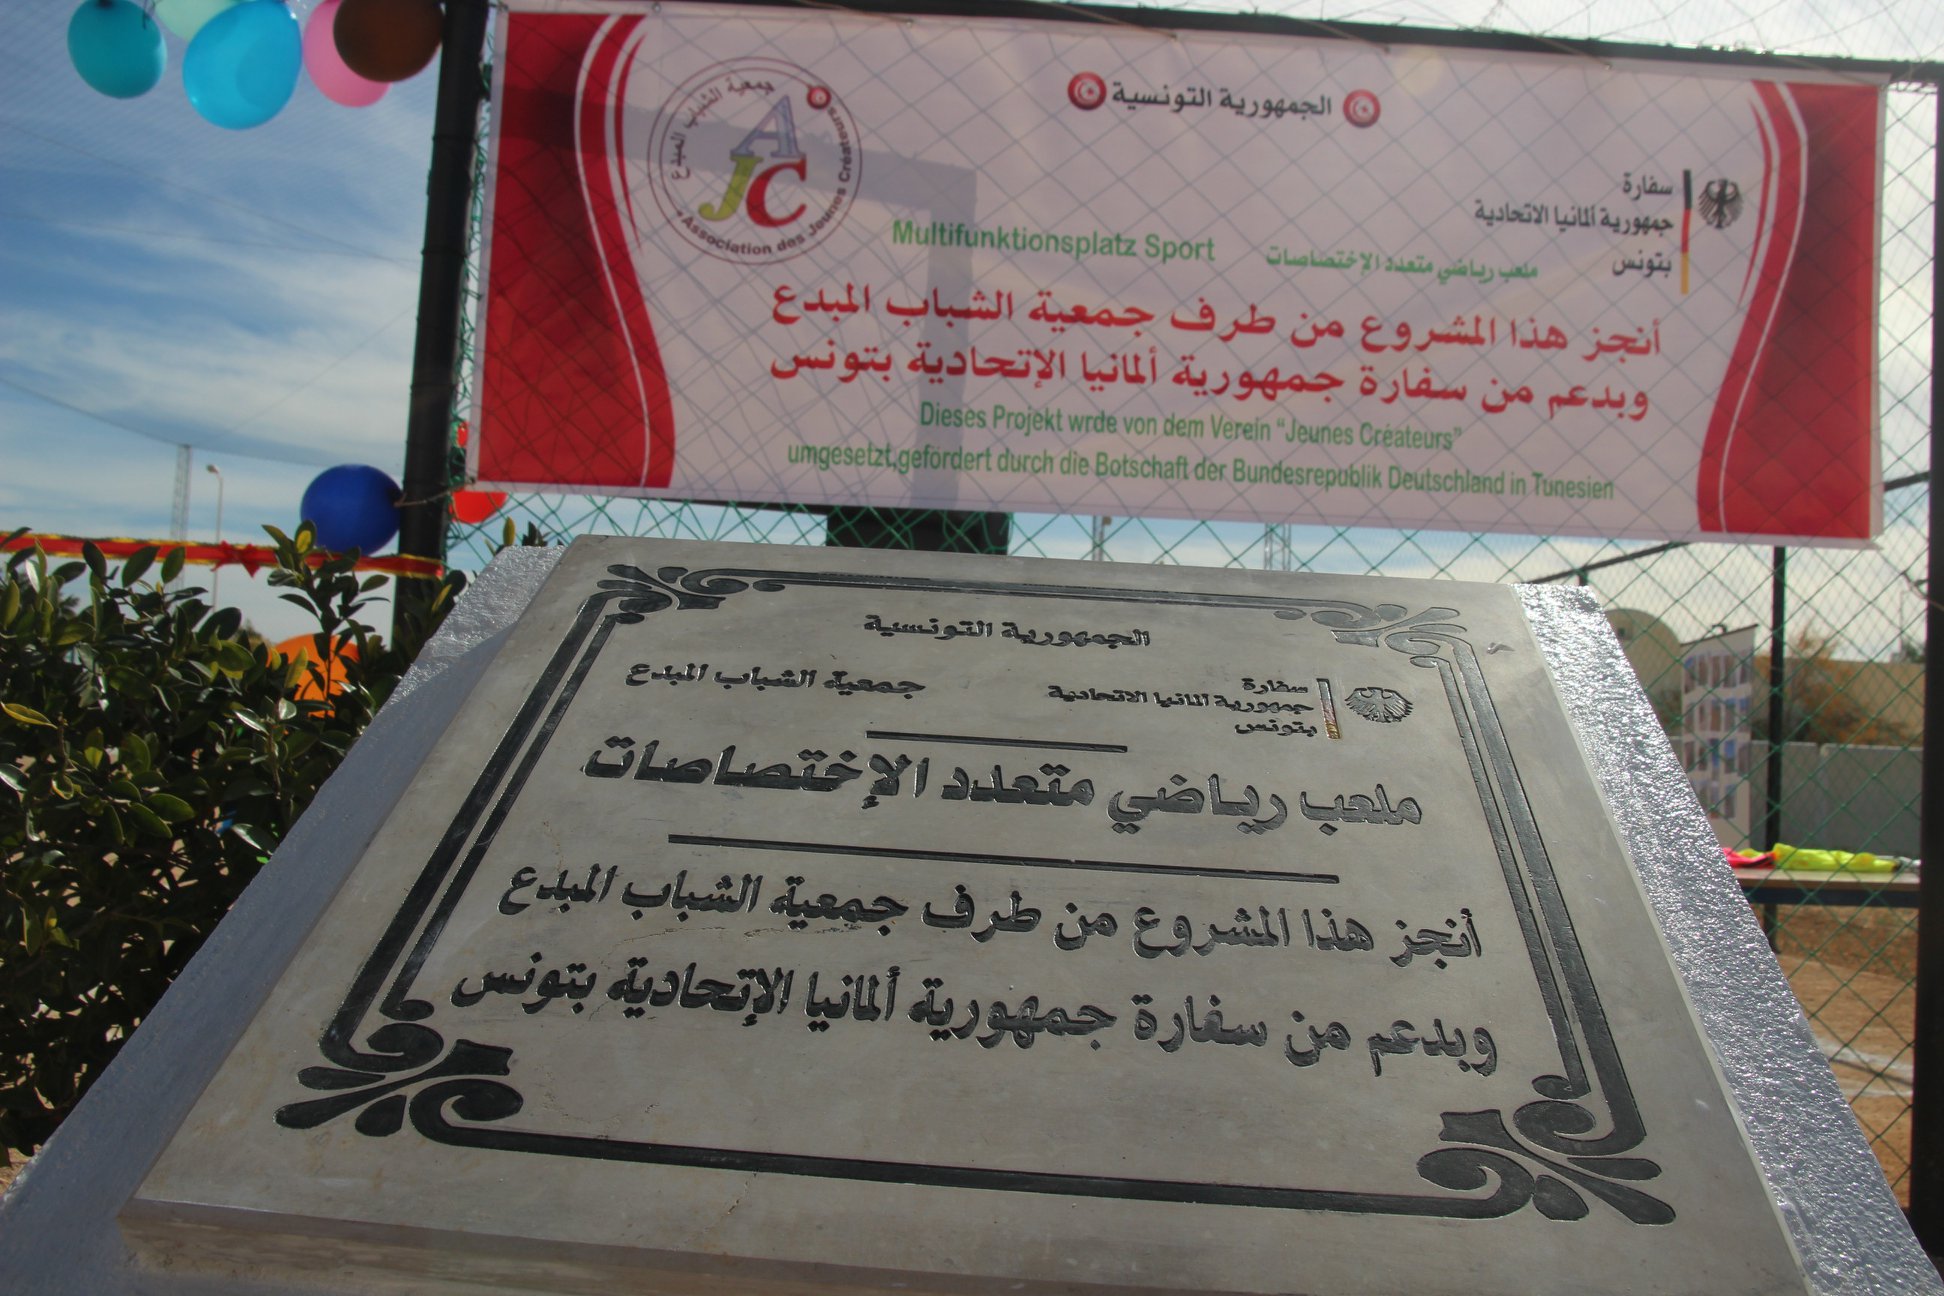 جمعية الشباب المبدع
AJC
Association des Jeunes Créateurs
الجمهورية التونسية
سفارة
جمهورية ألمانيا الاتحادية
بتونس
Multifunktionsplatz Sport
ملعب رياضي متعدد الإختصاصات
أنجز هذا المشروع من طرف جمعية الشباب المبدع
وبدعم من سفارة جمهورية ألمانيا الإتحادية بتونس
Dieses Projekt wrde von dem Verein “Jeunes Créateurs”
umgesetzt,gefördert durch die Botschaft der Bundesrepublik Deutschland in Tunesien
الجمهورية التونسية
سفارة
جمهورية ألمانيا الاتحادية
بتونس
جمعية الشباب المبدع
ملعب رياضي متعدد الإختصاصات
أنجز هذا المشروع من طرف جمعية الشباب المبدع
وبدعم من سفارة جمهورية ألمانيا الإتحادية بتونس